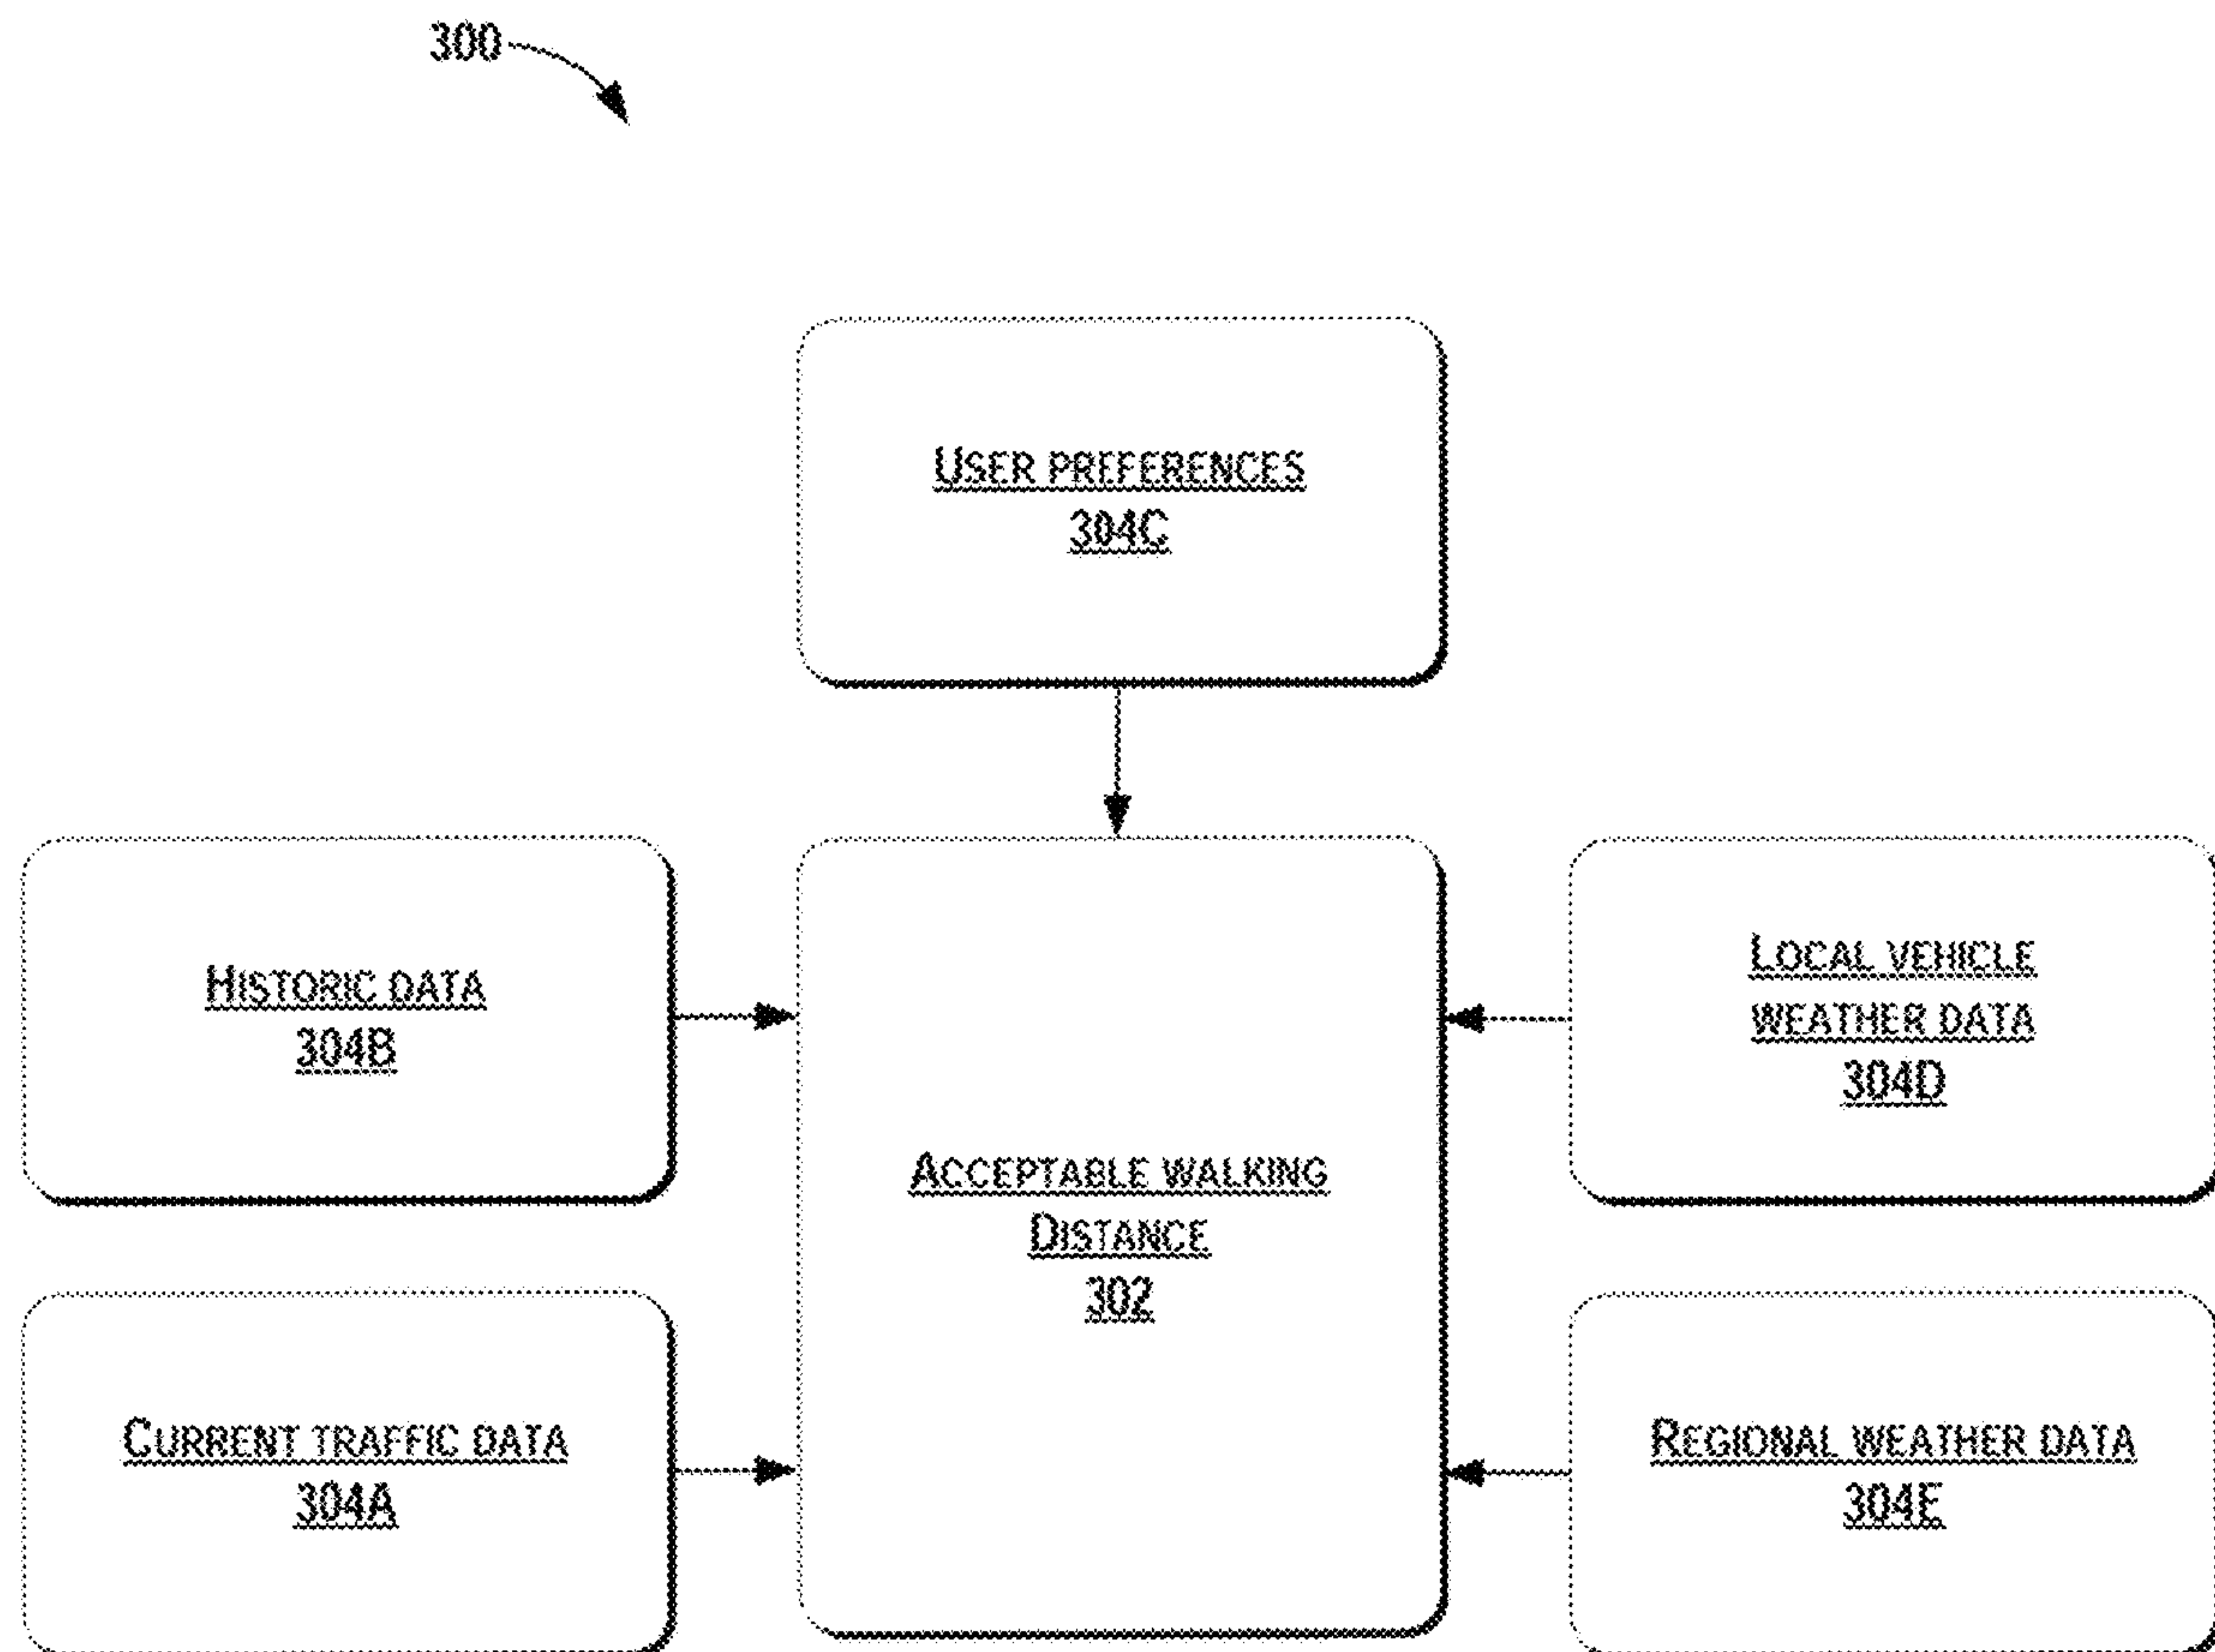 300
USER PREFERENCES
304C
HISTORIC DATA
304B
LOCAL VEHICLE
WEATHER DATA
304D
ACCEPTABLE WALKING
DISTANCE
302
CURRENT TRAFFIC DATA
304A
REGIONAL WEATHER DATA
304E